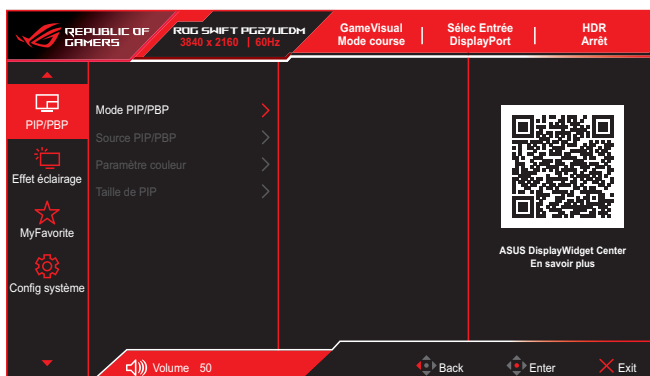 REPUBLIC OF
GAMERS
ROG SWIFT PG27UCDM
3840 x 2160 | 60Hz
GameVisual
Mode course
Sélec Entrée
DisplayPort
HDR
Arrêt
PIP/PBP
Effet éclairage
MyFavorite
Config système
Mode PIP/PBP
Source PIP/PBP
Paramètre couleur
Taille de PIP
ASUS DisplayWidget Center
En savoir plus
Volume 50
Back
Enter
Exit